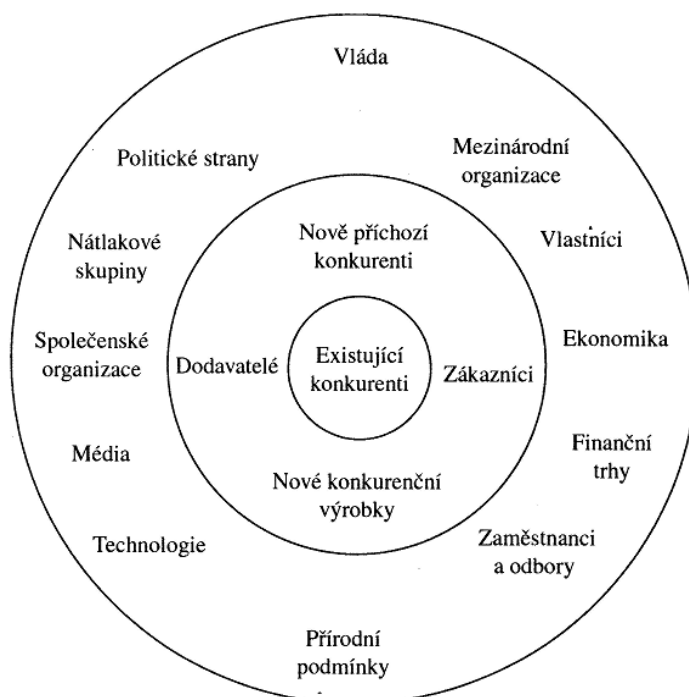 Vláda
Politické strany
Mezinárodní
organizace
Nátlakové
skupiny
Nově příchozí
konkurenti
Vlastníci
Společenské
organizace
Dodavatelé
Existující
konkurenti
Zákazníci
Ekonomika
Média
Nové konkurenční
výrobky
Finanční
trhy
Technologie
Zaměstnanci
a odbory
Přírodní
podmínky